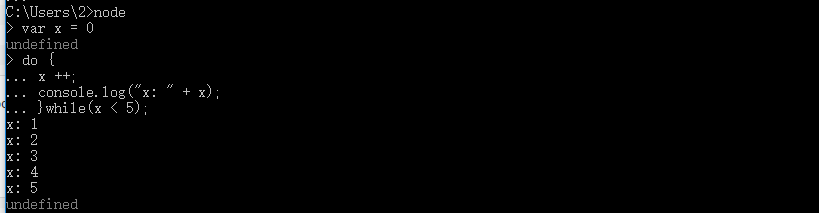 C:\Users\2>node
> var x = 0
undefined
> do {
... x ++;
... console.log("x: " + x);
... }while(x < 5);
x: 1
x: 2
x: 3
x: 4
x: 5
undefined